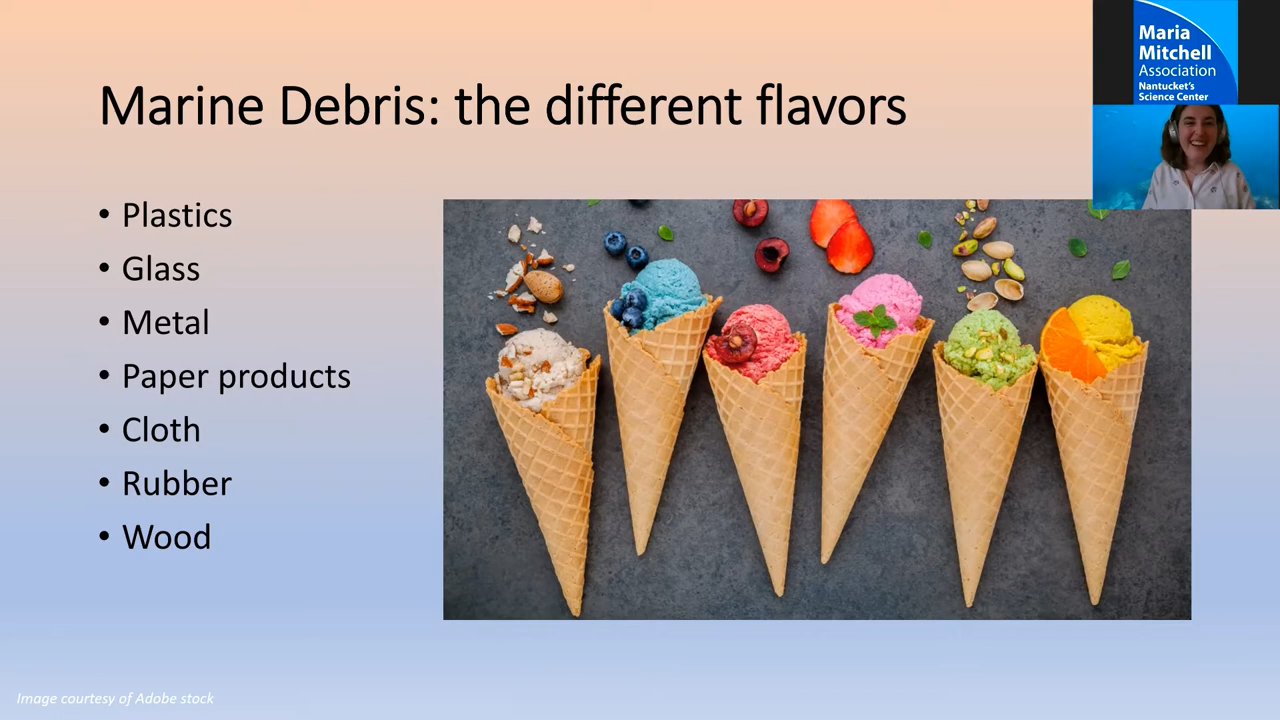 Marine Debris: the different flavors
• Plastics
• Glass
• Metal
• Paper products
• Cloth
• Rubber
• Wood
Maria
Mitchell
Association
Nantucket's
Science Center
Image courtesy of Adobe stock